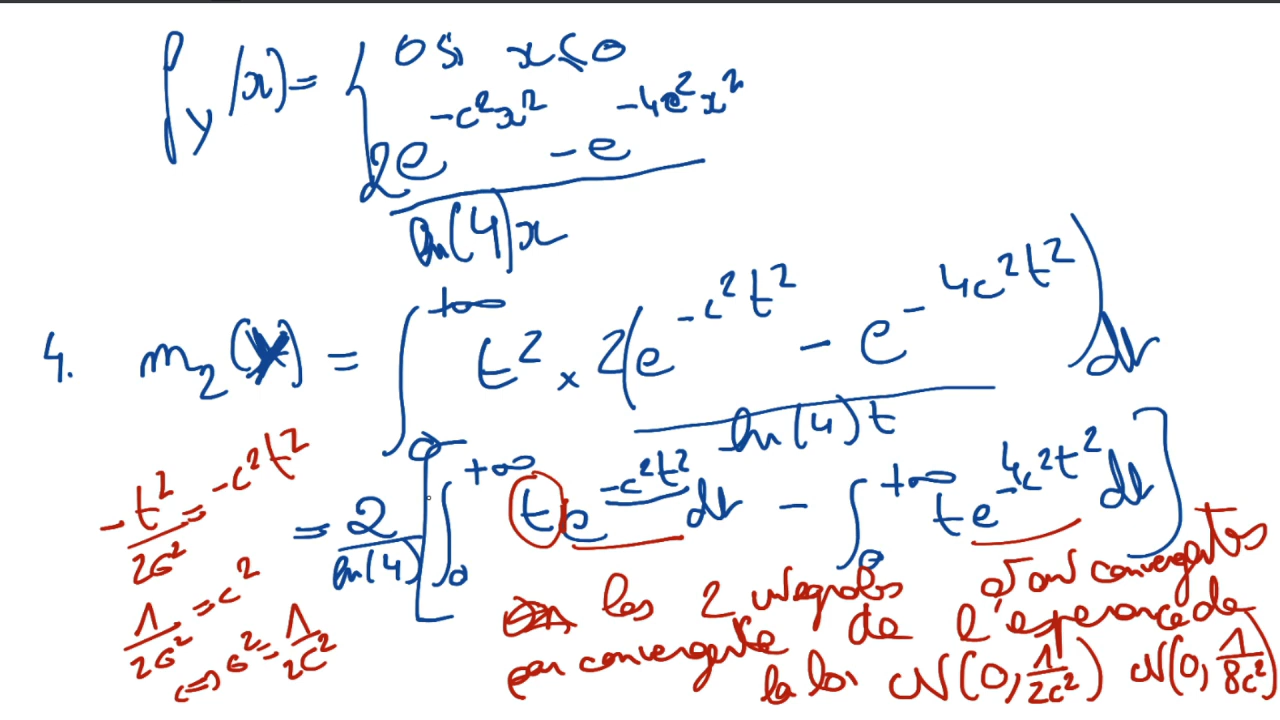 f_Y(x) = { 0 si x ≤ 0
2e^{-c²x²} - e^{-4c²x²}
ln(4)x
4. m₂(Y) = ∫₀^{+∞} t² × 2(e^{-c²t²} - e^{-4c²t²}) dt
ln(4)t
= 2/ln(4) [∫₀^{+∞} t e^{-c²t²} dt - ∫₀^{+∞} t e^{-4c²t²} dt]
-t²/2σ² = -c²t²
1/2σ² = c²
<=> σ² = 1/2c²
les 2 intégrales sont convergentes
par convergence de l'espérance de
la loi N(0, 1/2c²) N(0, 1/8c²)